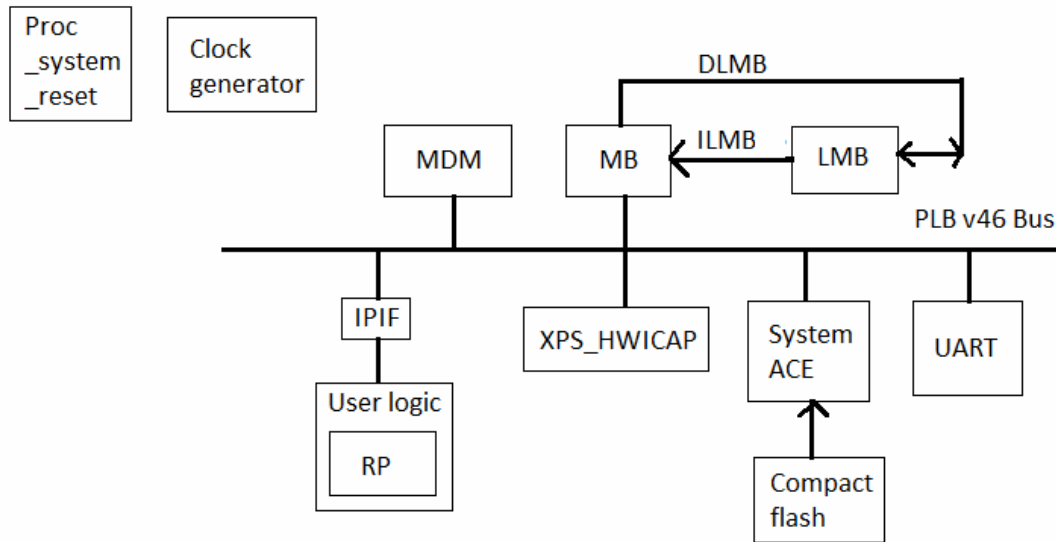 Proc
_system
_reset
Clock
generator
DLMB
MDM
MB
ILMB
LMB
PLB v46 Bus
IPIF
XPS_HWICAP
System
ACE
UART
User logic
RP
Compact
flash